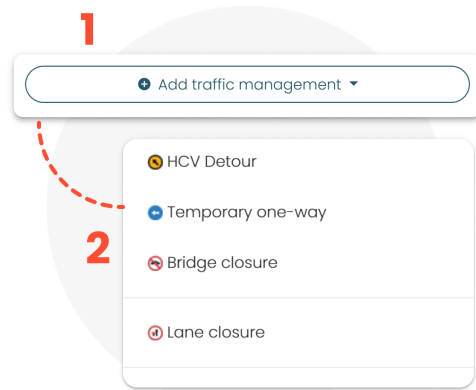 1
Add traffic management
2
HCV Detour
Temporary one-way
Bridge closure
Lane closure